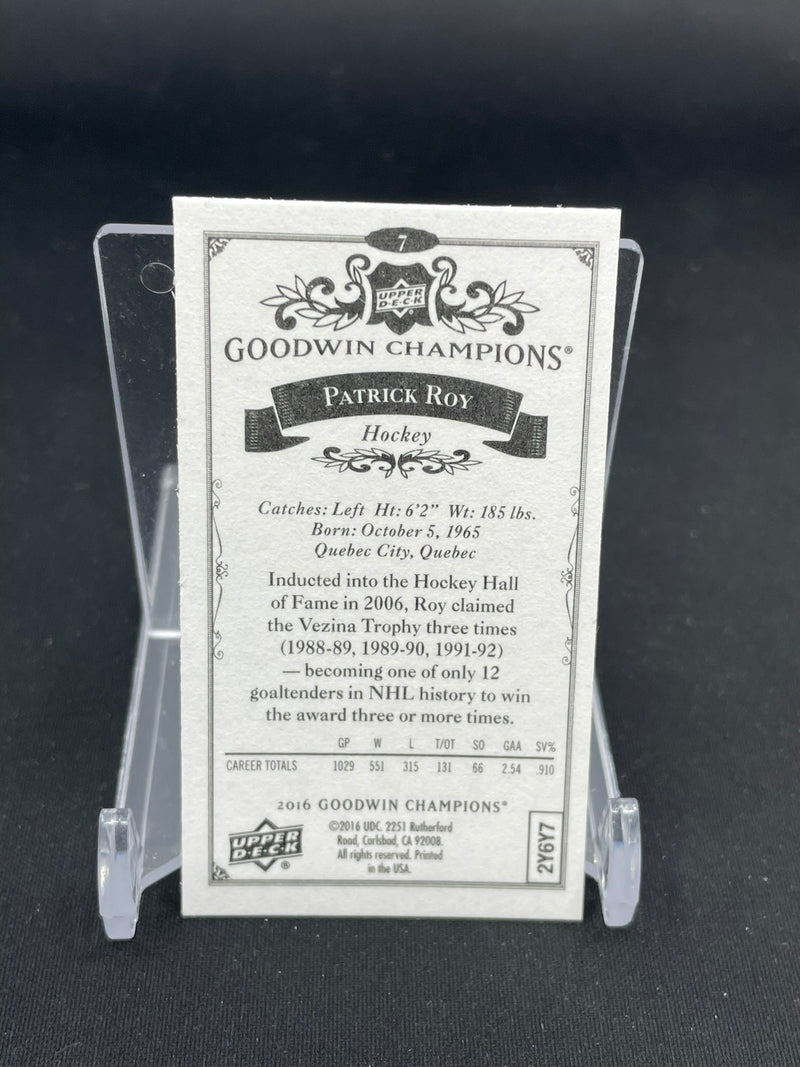 7
UPPER
D·E·C·K
GOODWIN CHAMPIONS®
PATRICK ROY
Hockey
Catches: Left Ht: 6'2" Wt: 185 lbs.
Born: October 5, 1965
Quebec City, Quebec
Inducted into the Hockey Hall
of Fame in 2006, Roy claimed
the Vezina Trophy three times
(1988-89, 1989-90, 1991-92)
— becoming one of only 12
goaltenders in NHL history to win
the award three or more times.
GP W L T/OT SO GAA SV%
CAREER TOTALS 1029 551 315 131 66 2.54 .910
2016 GOODWIN CHAMPIONS®
UPPER
D·E·C·K
®
©2016 UDC. 2251 Rutherford
Road, Carlsbad, CA 92008.
All rights reserved. Printed
in the USA.
2Y6Y7